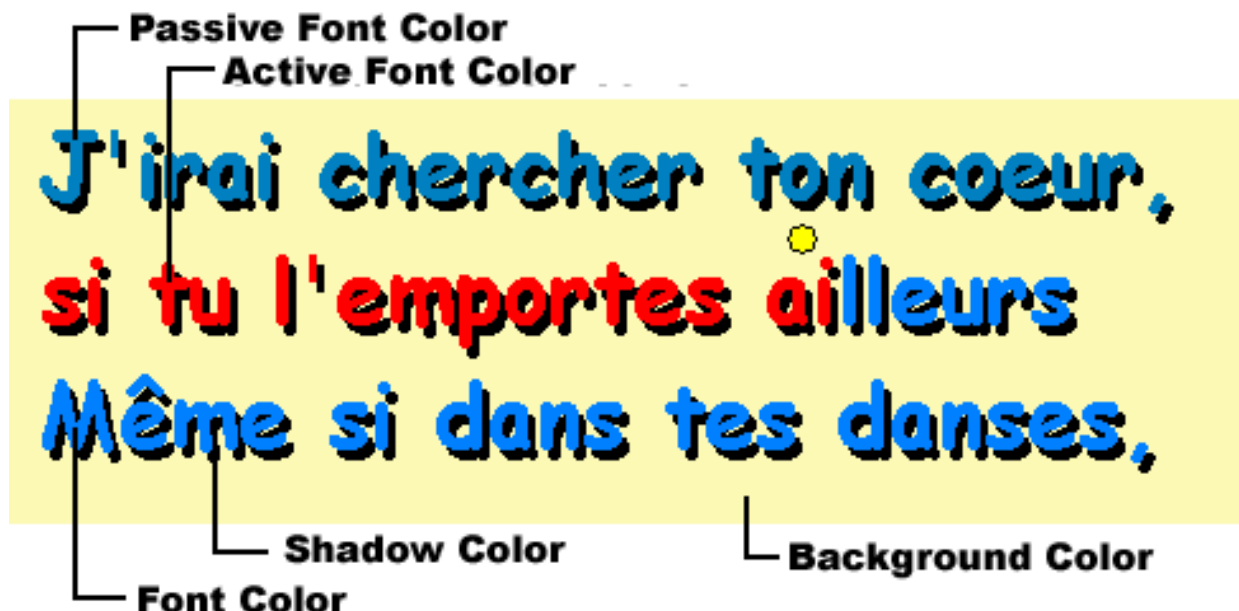 Passive Font Color
Active Font Color
J'irai chercher ton coeur,
si tu l'emportes ailleurs
Même si dans tes danses,
Shadow Color
Background Color
Font Color